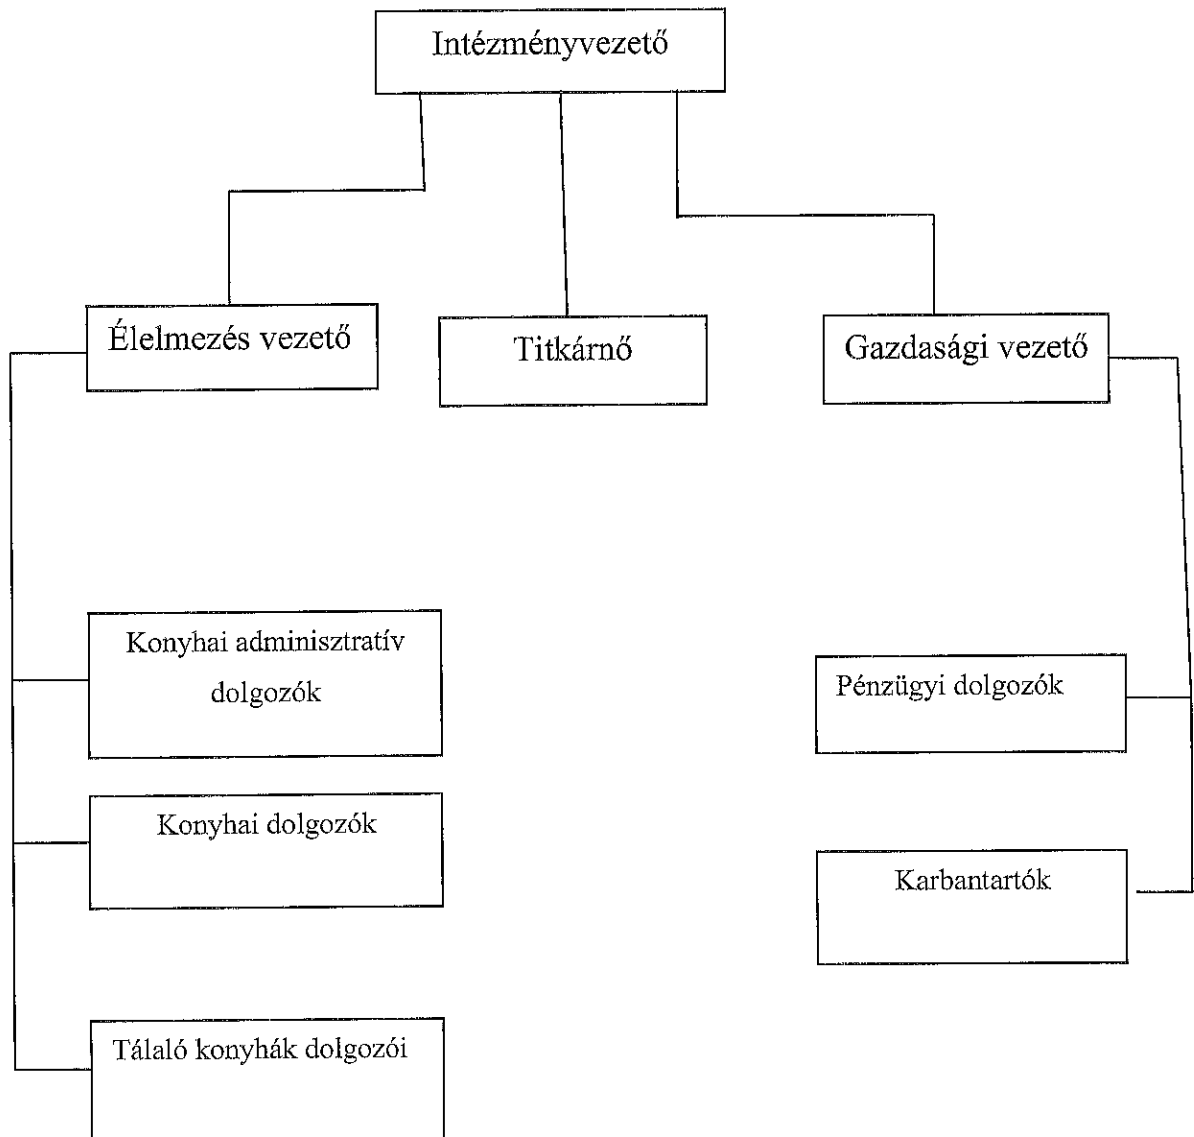 Intézményvezető
Élelmezés vezető
Titkárnő
Gazdasági vezető
Konyhai adminisztratív
dolgozók
Pénzügyi dolgozók
Konyhai dolgozók
Karbantartók
Tálaló konyhák dolgozói